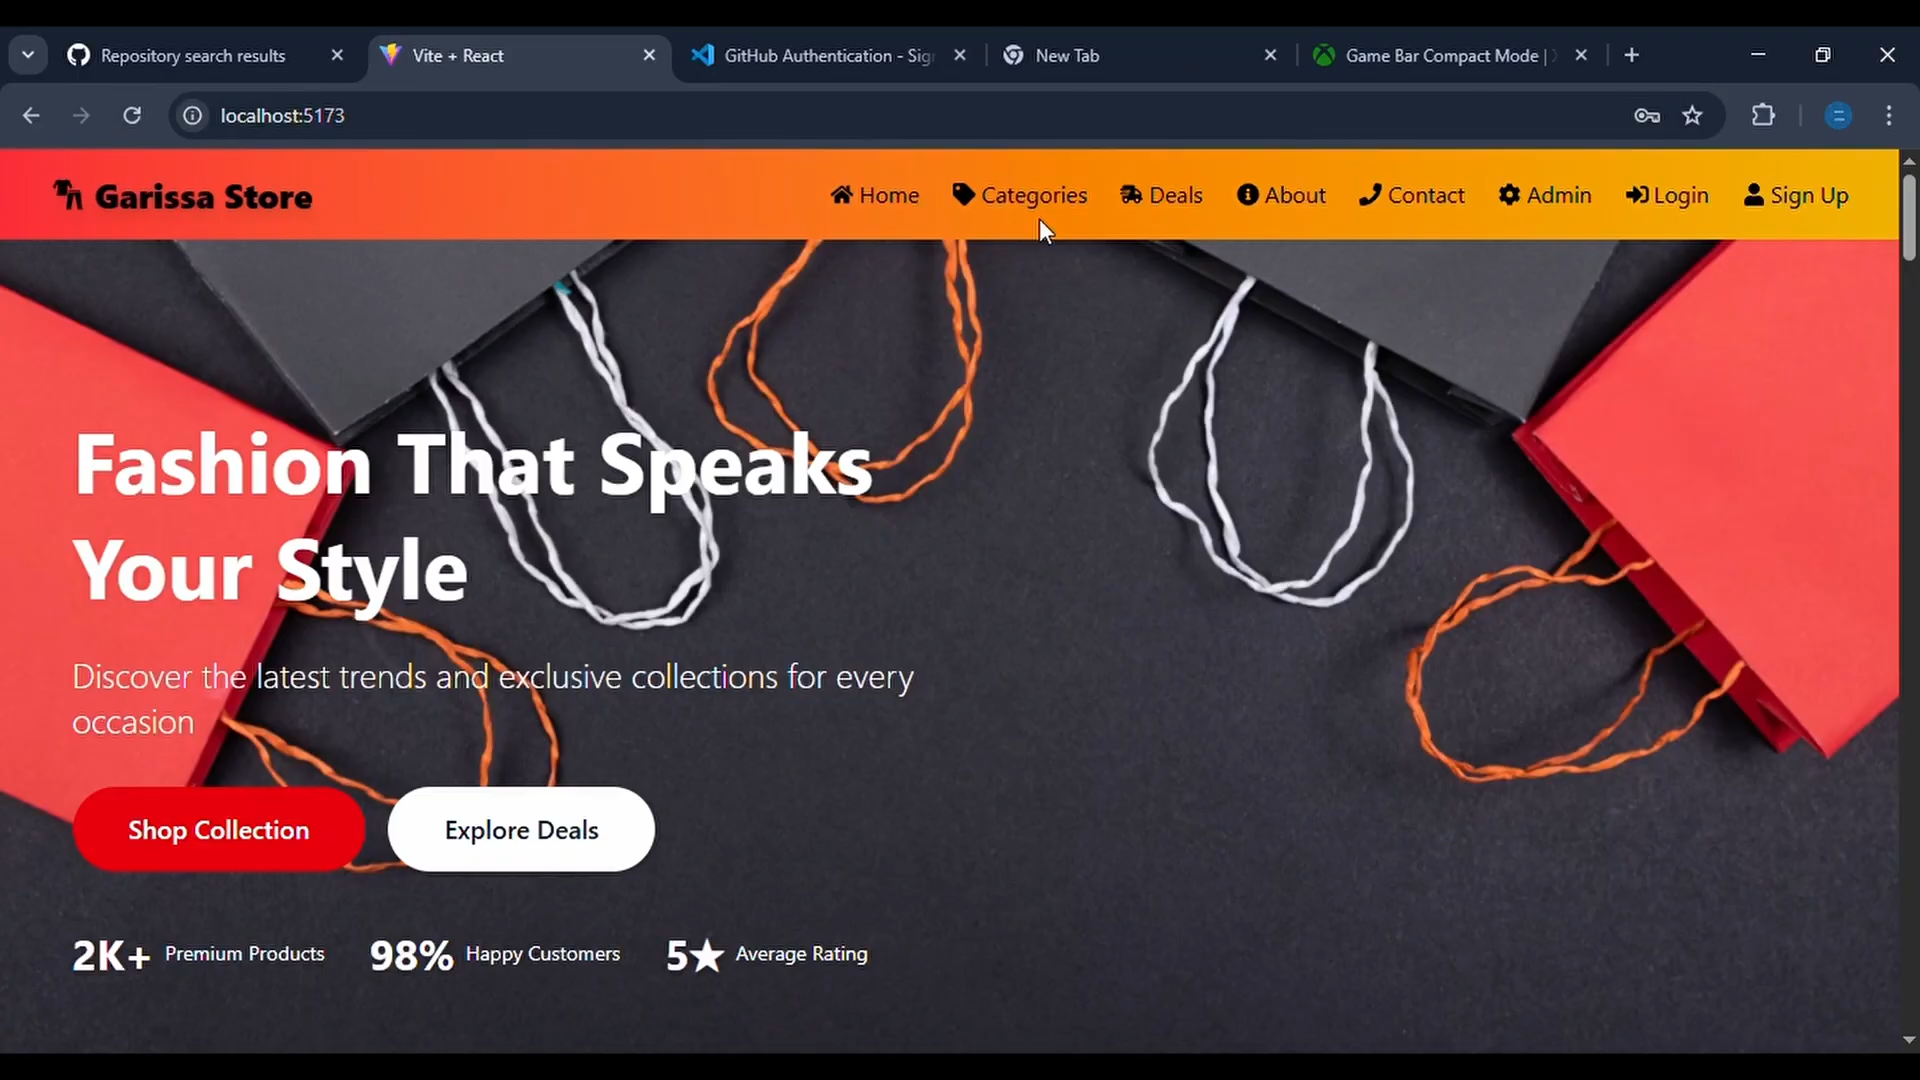 Repository search results
Vite + React
GitHub Authentication - Sig
New Tab
Game Bar Compact Mode |
localhost:5173
Garissa Store
Home
Categories
Deals
About
Contact
Admin
Login
Sign Up
Fashion That Speaks
Your Style
Discover the latest trends and exclusive collections for every
occasion
Shop Collection
Explore Deals
2K+ Premium Products
98% Happy Customers
5★ Average Rating